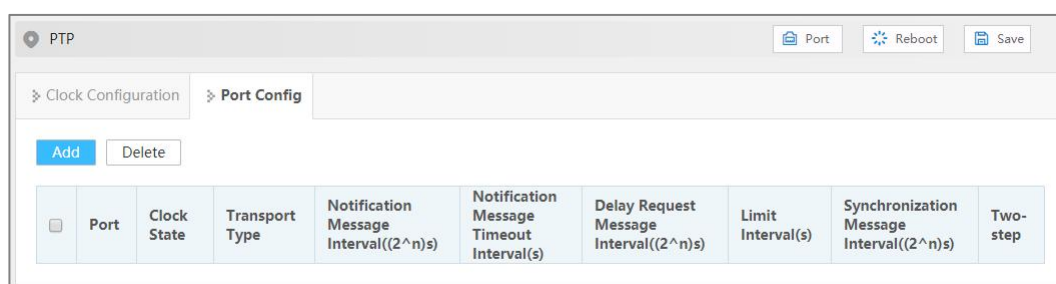 PTP
Port
Reboot
Save
Clock Configuration
Port Config
Add
Delete
Port
Clock
State
Transport
Type
Notification
Message
Interval((2^n)s)
Notification
Message
Timeout
Interval(s)
Delay Request
Message
Interval((2^n)s)
Limit
Interval(s)
Synchronization
Message
Interval((2^n)s)
Two-
step